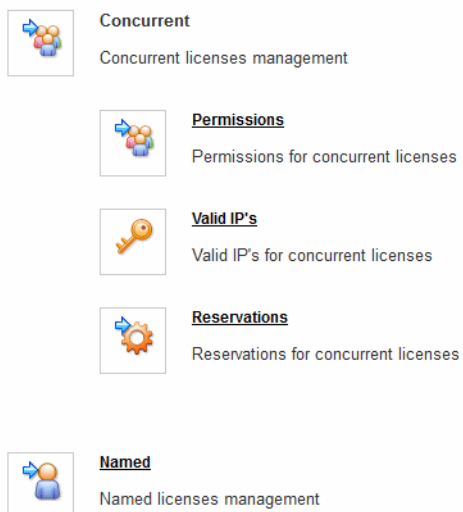 Concurrent
Concurrent licenses management
Permissions
Permissions for concurrent licenses
Valid IP's
Valid IP's for concurrent licenses
Reservations
Reservations for concurrent licenses
Named
Named licenses management